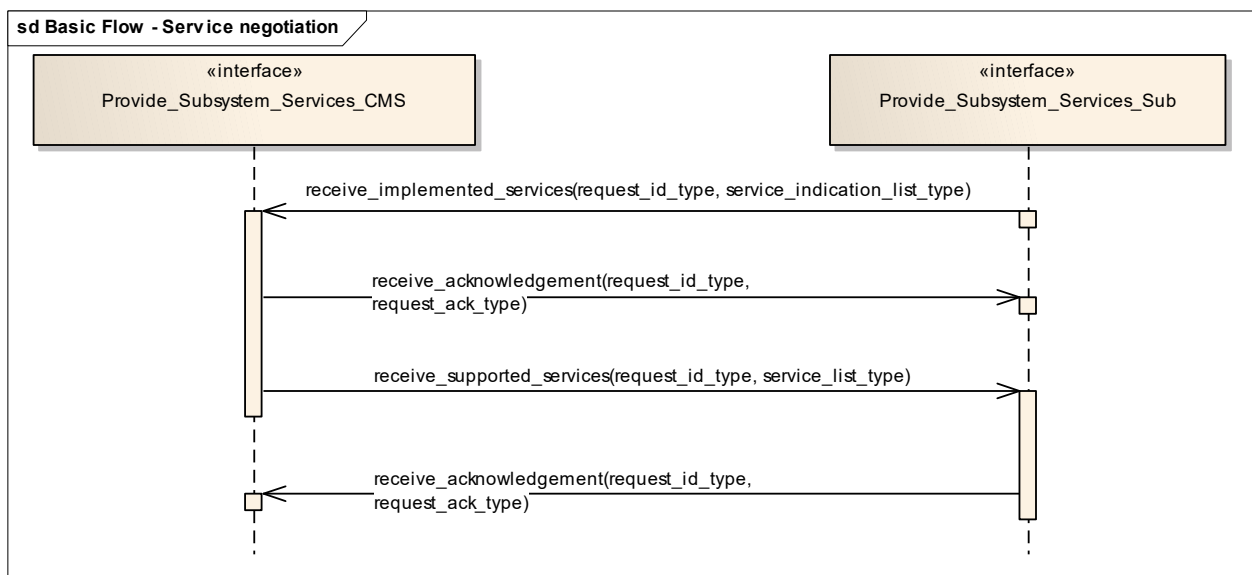 sd Basic Flow - Service negotiation
«interface»
Provide_Subsystem_Services_CMS
«interface»
Provide_Subsystem_Services_Sub
receive_implemented_services(request_id_type, service_indication_list_type)
receive_acknowledgement(request_id_type,
request_ack_type)
receive_supported_services(request_id_type, service_list_type)
receive_acknowledgement(request_id_type,
request_ack_type)